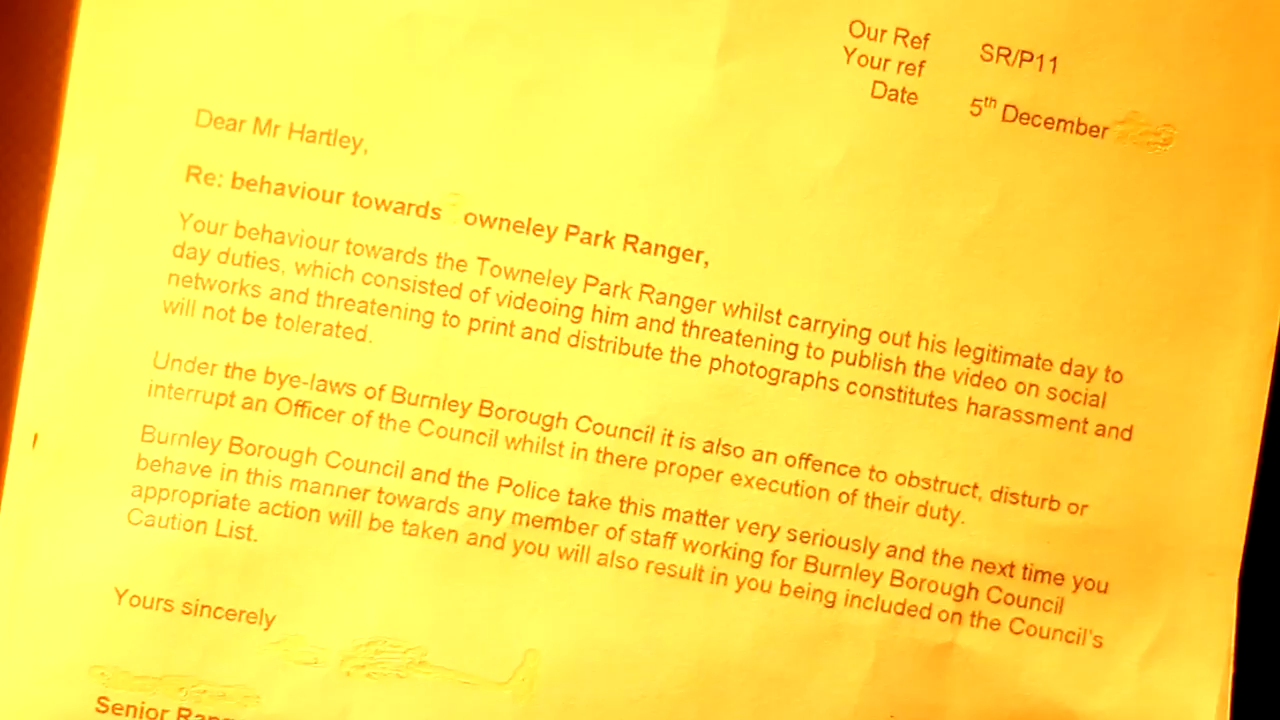 Our Ref SR/P11
Your ref
Date 5th December
Dear Mr Hartley,
Re: behaviour towards owneley Park Ranger,
Your behaviour towards the Towneley Park Ranger whilst carrying out his legitimate day to
day duties, which consisted of videoing him and threatening to publish the video on social
networks and threatening to print and distribute the photographs constitutes harassment and
will not be tolerated.
Under the bye-laws of Burnley Borough Council it is also an offence to obstruct, disturb or
interrupt an Officer of the Council whilst in there proper execution of their duty.
Burnley Borough Council and the Police take this matter very seriously and the next time you
behave in this manner towards any member of staff working for Burnley Borough Council
appropriate action will be taken and you will also result in you being included on the Council's
Caution List.
Yours sincerely
Senior